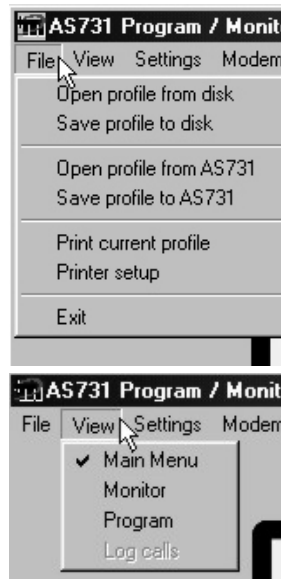 AS731 Program / Monit
File View Settings Modem
Open profile from disk
Save profile to disk
Open profile from AS731
Save profile to AS731
Print current profile
Printer setup
Exit
AS731 Program / Monit
File View Settings Modem
✔ Main Menu
Monitor
Program
Log calls